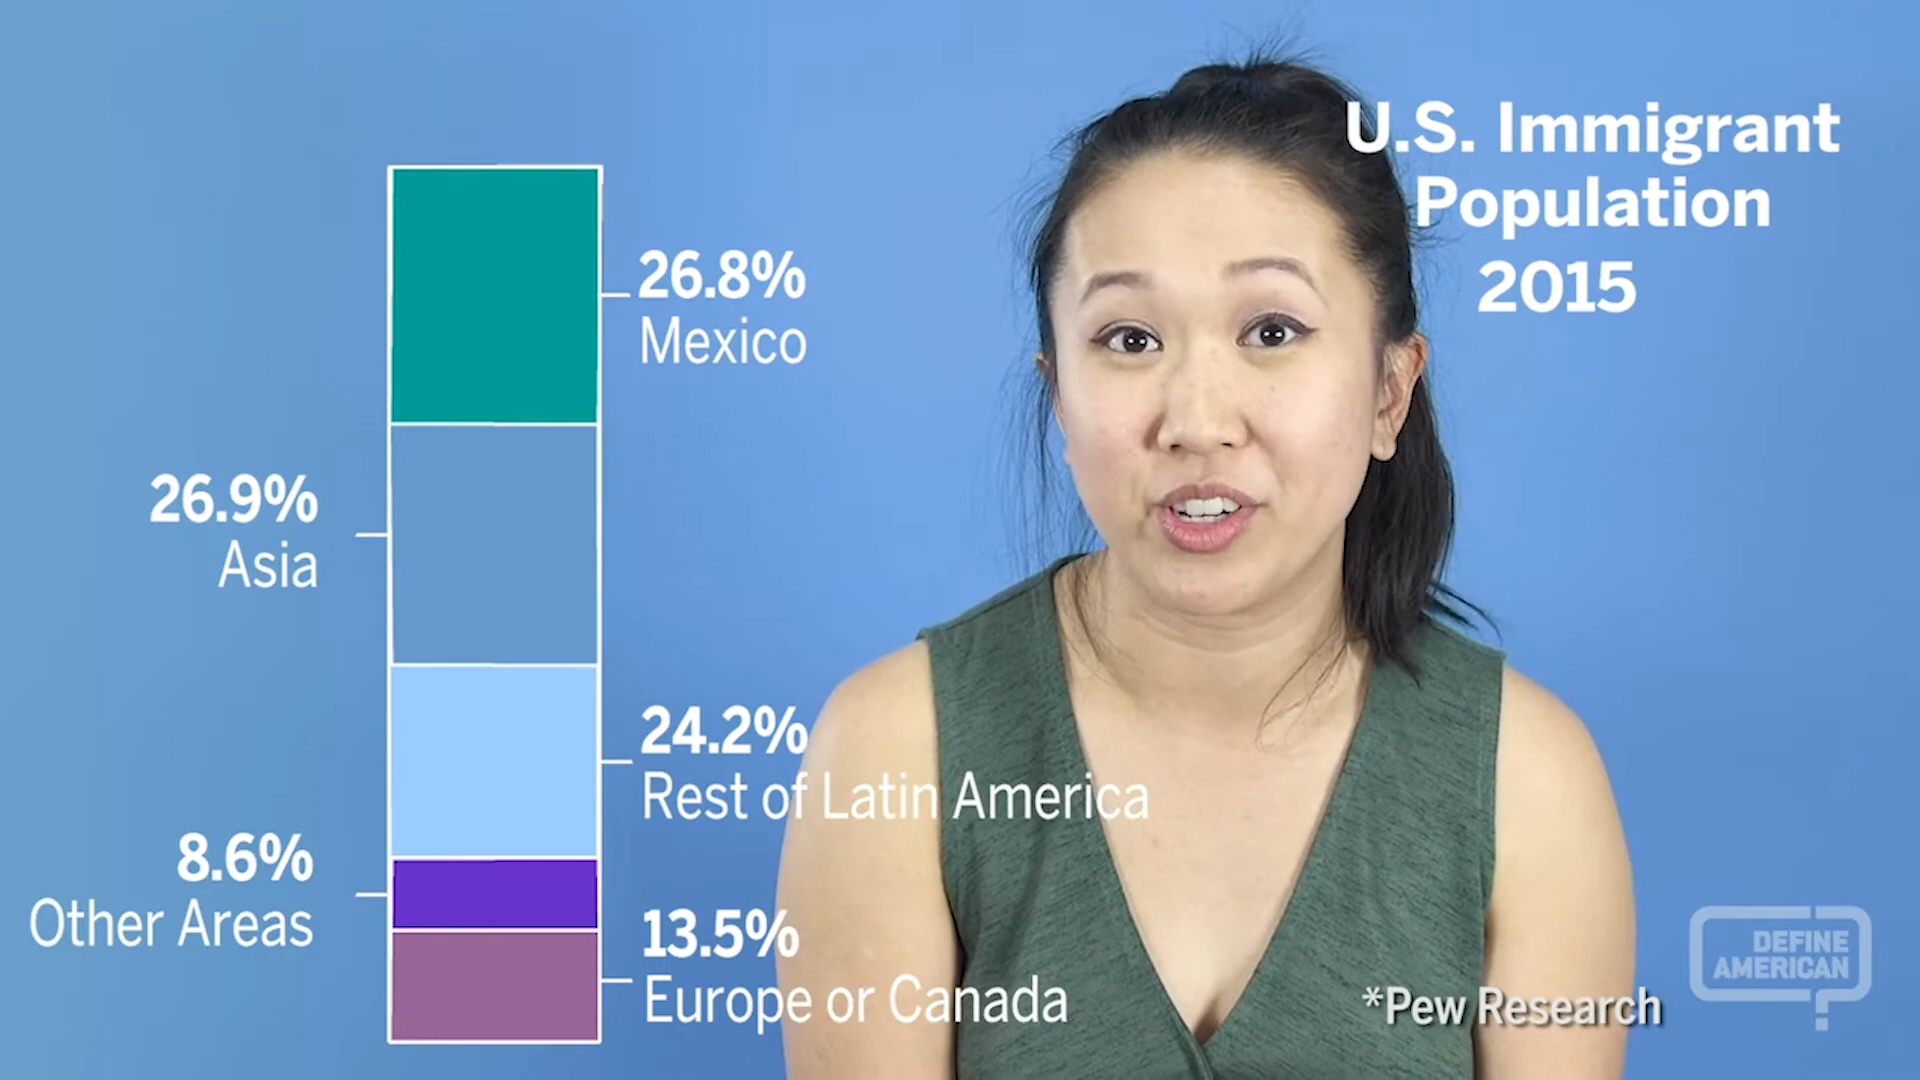 U.S. Immigrant
Population
2015
26.8%
Mexico
26.9%
Asia
24.2%
Rest of Latin America
8.6%
Other Areas
13.5%
Europe or Canada
*Pew Research
DEFINE
AMERICAN